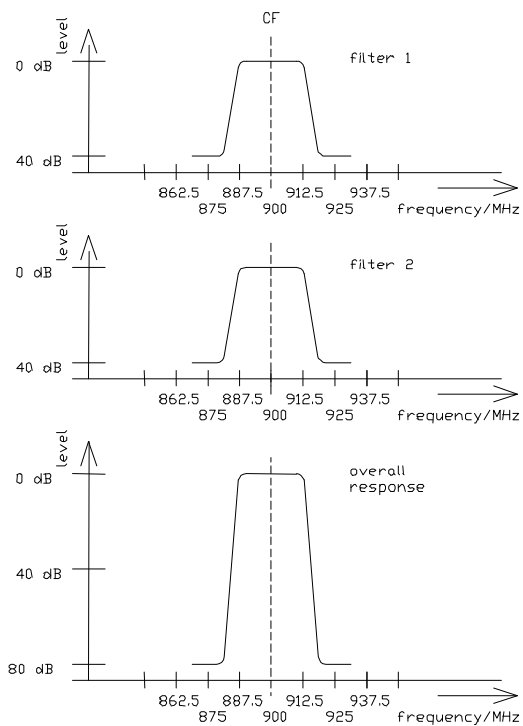 CF
level
filter 1
0 dB
40 dB
862.5 887.5 912.5 937.5
875 900 925 frequency/MHz
level
filter 2
0 dB
40 dB
862.5 887.5 912.5 937.5
875 900 925 frequency/MHz
level
overall
response
0 dB
40 dB
80 dB
862.5 887.5 912.5 937.5
875 900 925 frequency/MHz